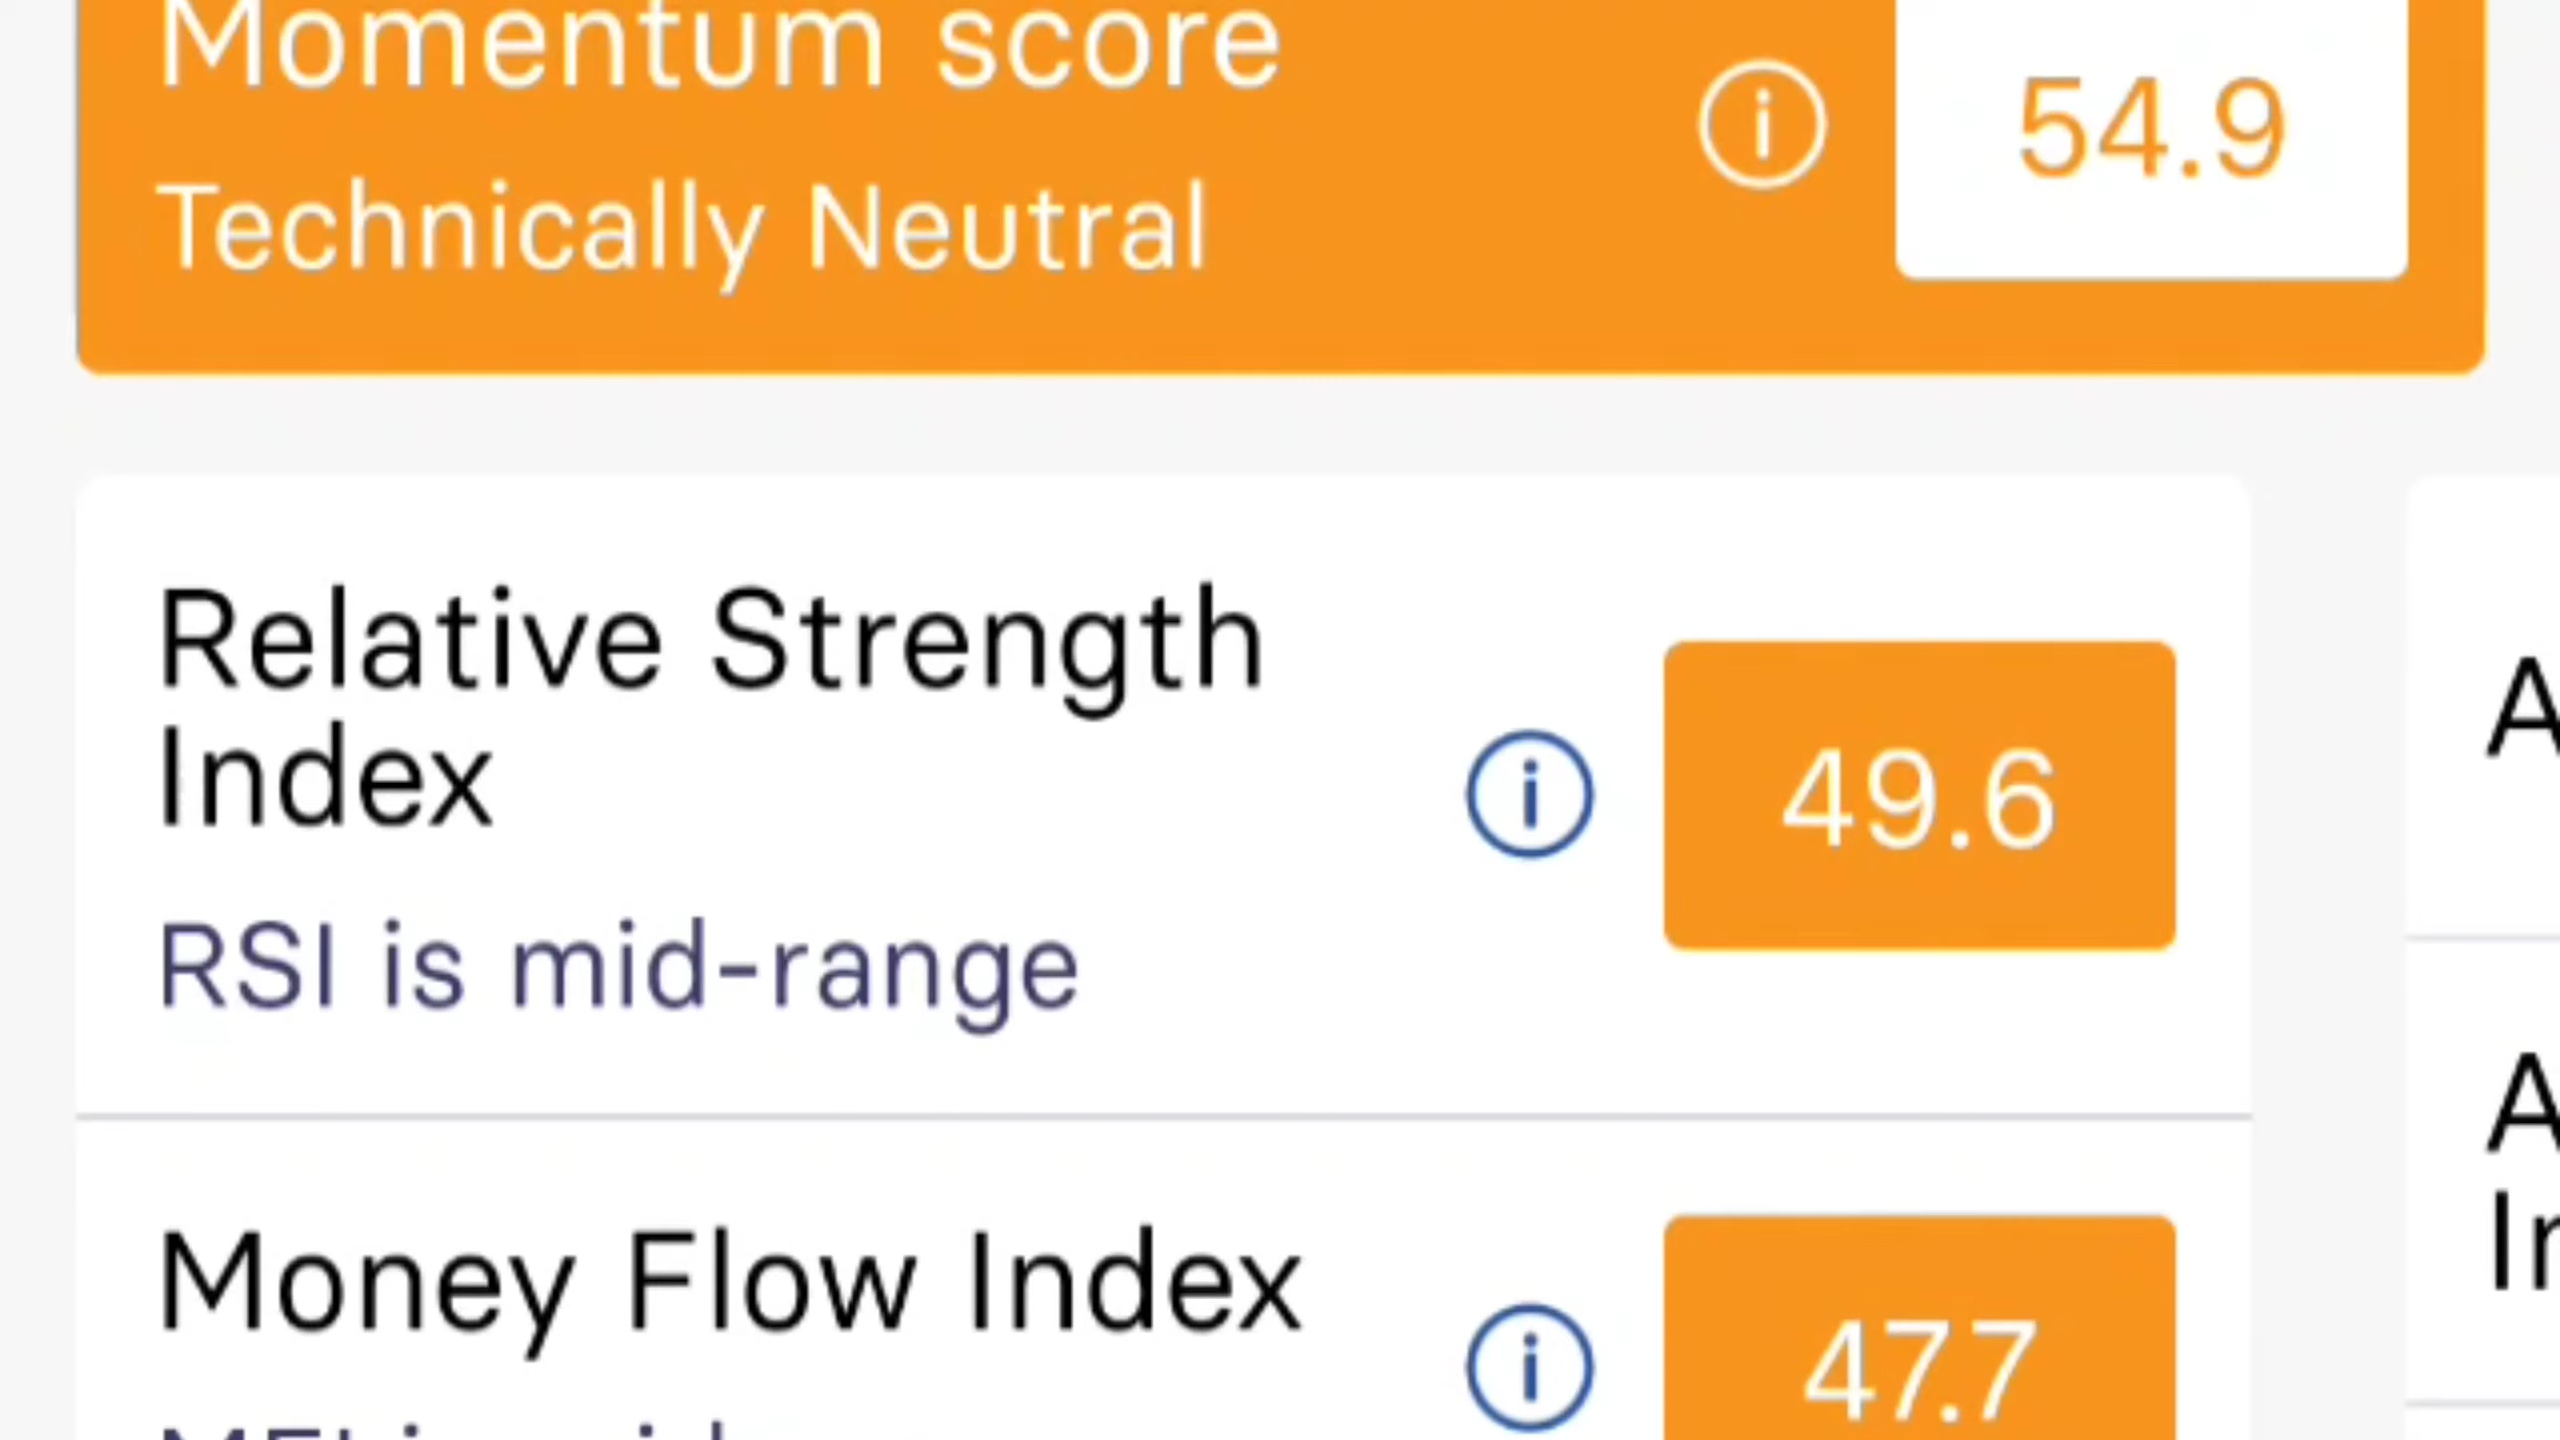 Momentum score
54.9
Technically Neutral
Relative Strength
Index
49.6
RSI is mid-range
Money Flow Index
47.7